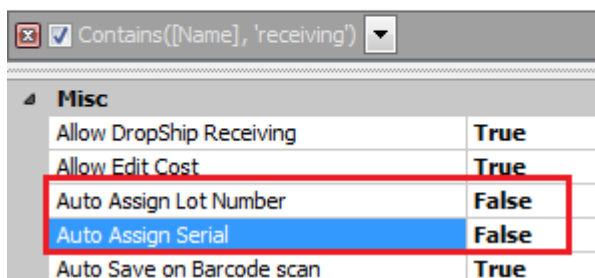 Contains([Name], 'receiving')
Misc
Allow DropShip Receiving True
Allow Edit Cost True
Auto Assign Lot Number False
Auto Assign Serial False
Auto Save on Barcode scan True